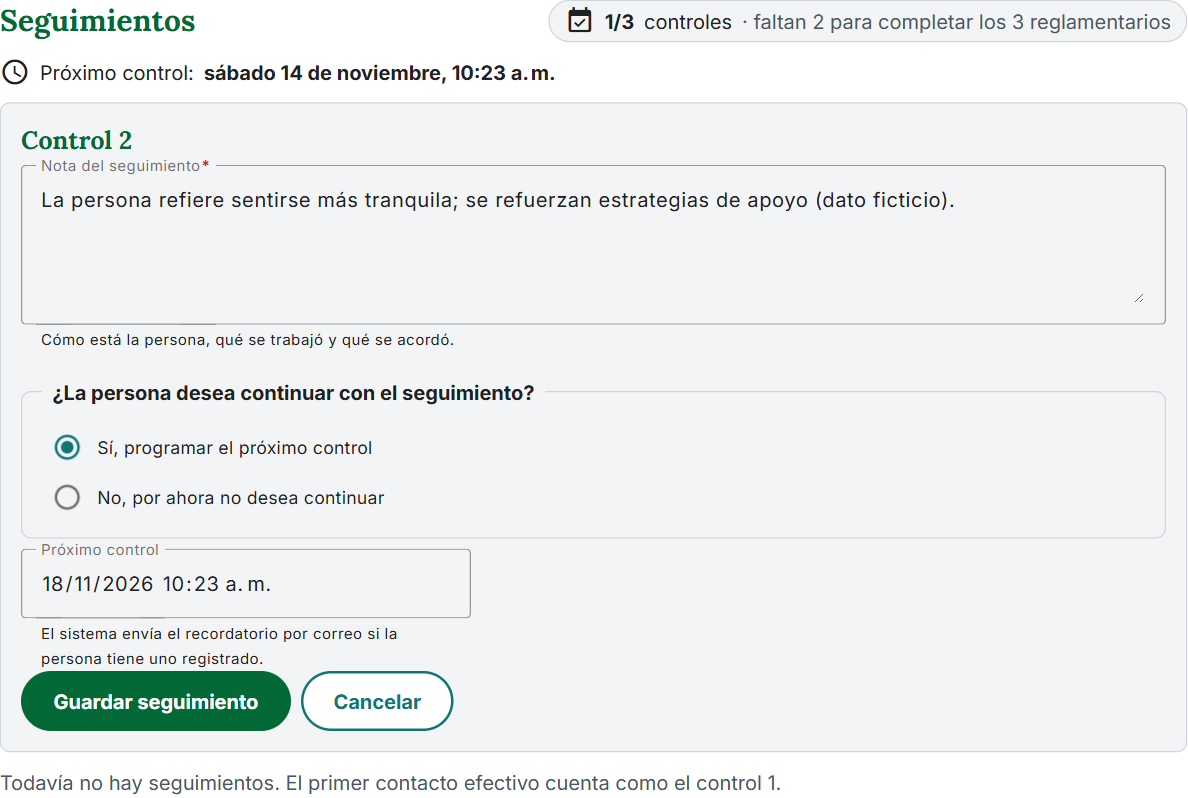 Seguimientos
1/3 controles · faltan 2 para completar los 3 reglamentarios
Próximo control: sábado 14 de noviembre, 10:23 a. m.
Control 2
Nota del seguimiento*
La persona refiere sentirse más tranquila; se refuerzan estrategias de apoyo (dato ficticio).
Cómo está la persona, qué se trabajó y qué se acordó.
¿La persona desea continuar con el seguimiento?
Sí, programar el próximo control
No, por ahora no desea continuar
Próximo control
18/11/2026 10:23 a. m.
El sistema envía el recordatorio por correo si la
persona tiene uno registrado.
Guardar seguimiento
Cancelar
Todavía no hay seguimientos. El primer contacto efectivo cuenta como el control 1.